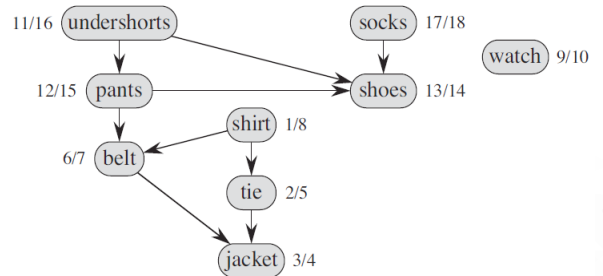 11/16 undershorts socks 17/18
watch 9/10
12/15 pants shoes 13/14
shirt 1/8
6/7 belt
tie 2/5
jacket 3/4